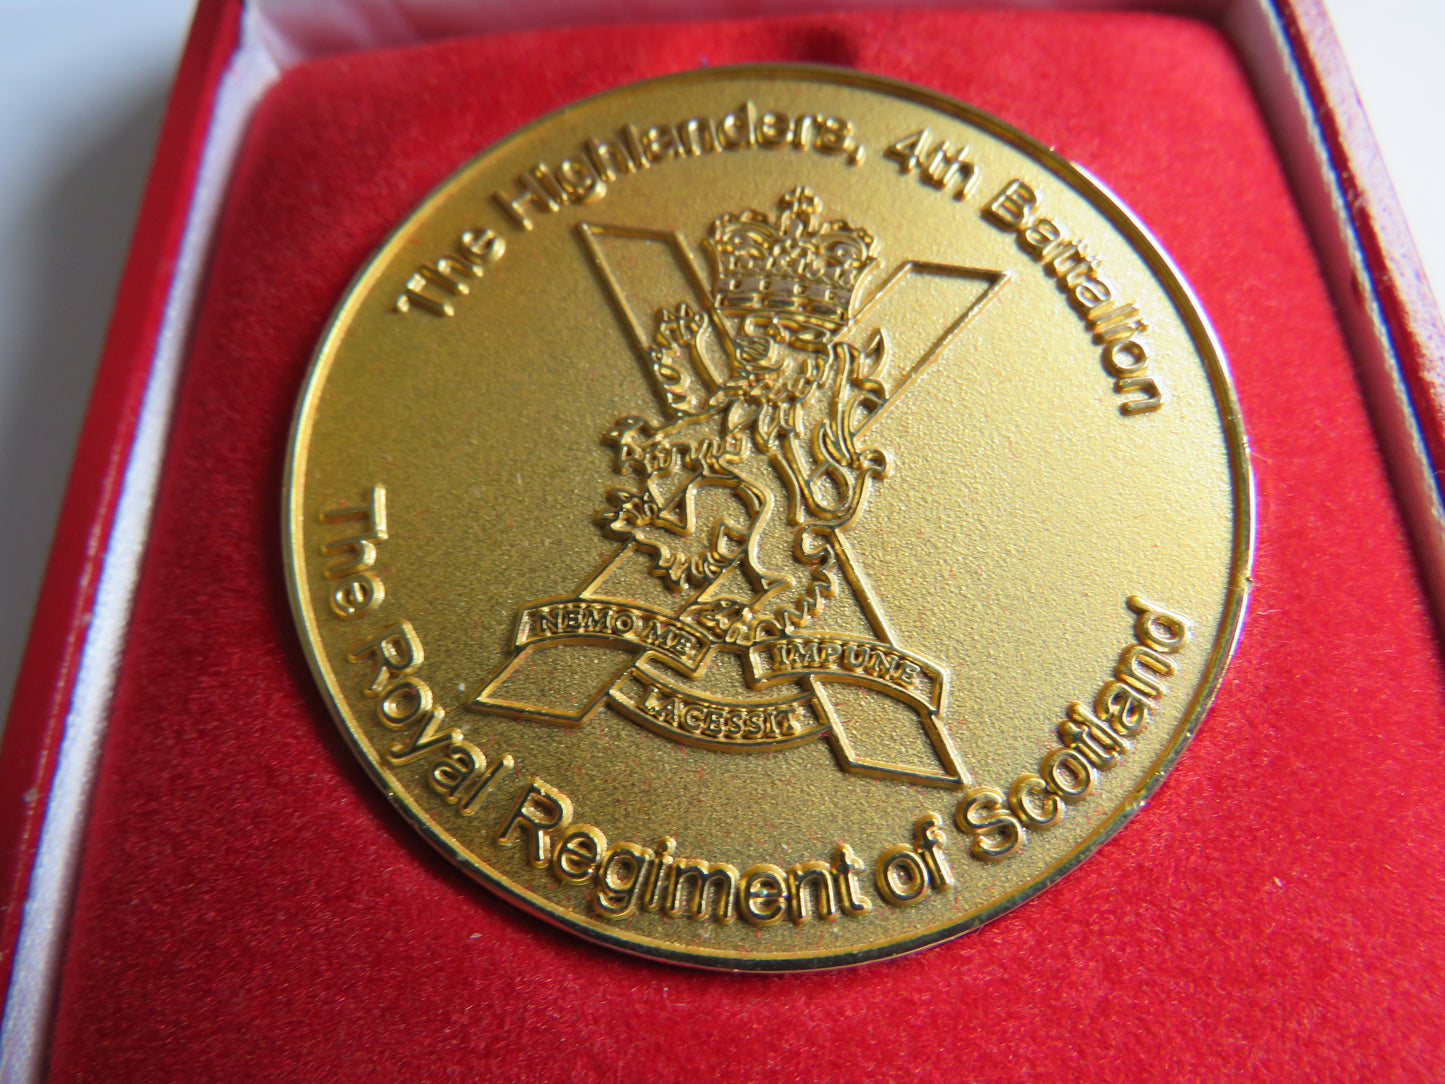 The Highlanders, 4th Battalion
NEMO ME IMPUNE
LACESSIT
The Royal Regiment of Scotland